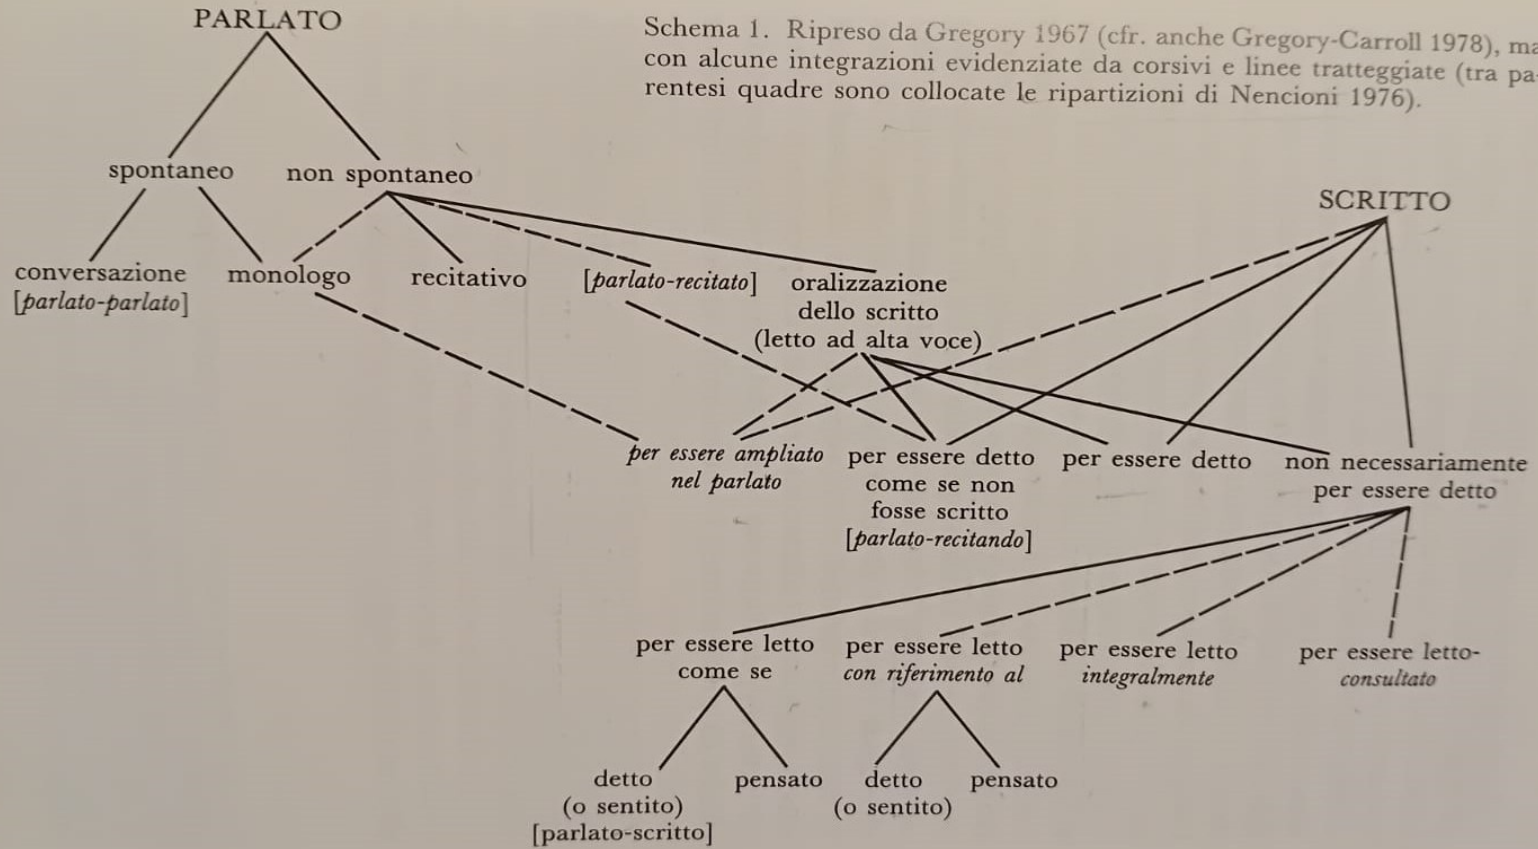 PARLATO
Schema 1. Ripreso da Gregory 1967 (cfr. anche Gregory-Carroll 1978), ma
con alcune integrazioni evidenziate da corsivi e linee tratteggiate (tra pa-
rentesi quadre sono collocate le ripartizioni di Nencioni 1976).
spontaneo
non spontaneo
SCRITTO
conversazione
[parlato-parlato]
monologo
recitativo
[parlato-recitato]
oralizzazione
dello scritto
(letto ad alta voce)
per essere ampliato
nel parlato
per essere detto
come se non
fosse scritto
[parlato-recitando]
per essere detto
non necessariamente
per essere detto
per essere letto
come se
per essere letto
con riferimento al
per essere letto
integralmente
per essere letto-
consultato
detto
(o sentito)
[parlato-scritto]
pensato
detto
(o sentito)
pensato